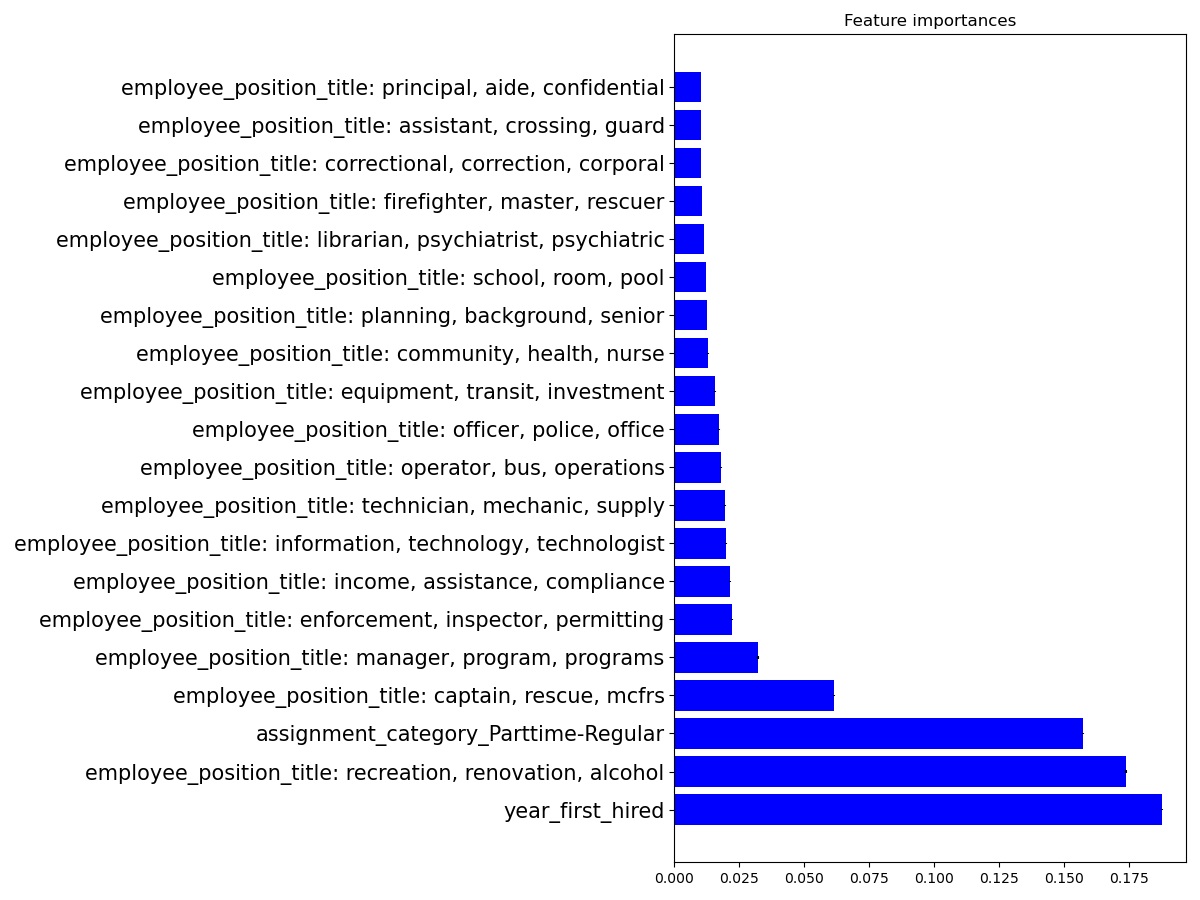 Feature importances
employee_position_title: principal, aide, confidential
employee_position_title: assistant, crossing, guard
employee_position_title: correctional, correction, corporal
employee_position_title: firefighter, master, rescuer
employee_position_title: librarian, psychiatrist, psychiatric
employee_position_title: school, room, pool
employee_position_title: planning, background, senior
employee_position_title: community, health, nurse
employee_position_title: equipment, transit, investment
employee_position_title: officer, police, office
employee_position_title: operator, bus, operations
employee_position_title: technician, mechanic, supply
employee_position_title: information, technology, technologist
employee_position_title: income, assistance, compliance
employee_position_title: enforcement, inspector, permitting
employee_position_title: manager, program, programs
employee_position_title: captain, rescue, mcfrs
assignment_category_Parttime-Regular
employee_position_title: recreation, renovation, alcohol
year_first_hired
0.000 0.025 0.050 0.075 0.100 0.125 0.150 0.175